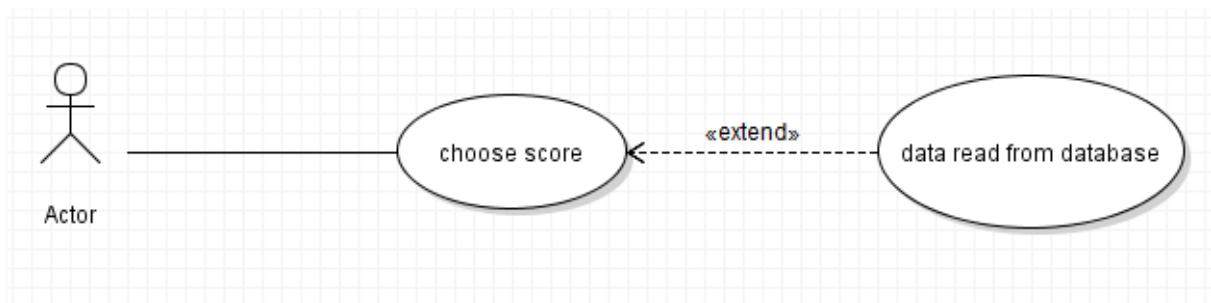 «extend»
choose score
data read from database
Actor